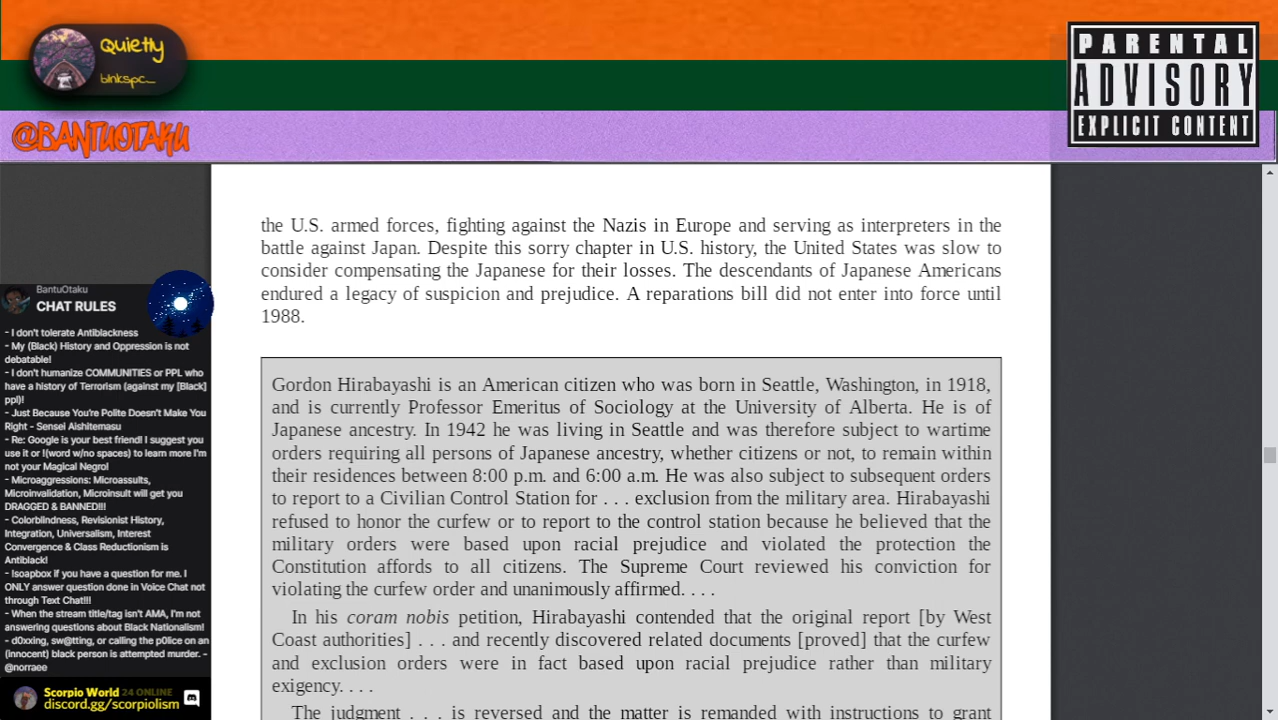 Quietly
blnkspc_
PARENTAL
ADVISORY
EXPLICIT CONTENT
@BANTUOTAKU
the U.S. armed forces, fighting against the Nazis in Europe and serving as interpreters in the
battle against Japan. Despite this sorry chapter in U.S. history, the United States was slow to
consider compensating the Japanese for their losses. The descendants of Japanese Americans
endured a legacy of suspicion and prejudice. A reparations bill did not enter into force until
1988.
Gordon Hirabayashi is an American citizen who was born in Seattle, Washington, in 1918,
and is currently Professor Emeritus of Sociology at the University of Alberta. He is of
Japanese ancestry. In 1942 he was living in Seattle and was therefore subject to wartime
orders requiring all persons of Japanese ancestry, whether citizens or not, to remain within
their residences between 8:00 p.m. and 6:00 a.m. He was also subject to subsequent orders
to report to a Civilian Control Station for . . . exclusion from the military area. Hirabayashi
refused to honor the curfew or to report to the control station because he believed that the
military orders were based upon racial prejudice and violated the protection the
Constitution affords to all citizens. The Supreme Court reviewed his conviction for
violating the curfew order and unanimously affirmed. . . .
In his coram nobis petition, Hirabayashi contended that the original report [by West
Coast authorities] . . . and recently discovered related documents [proved] that the curfew
and exclusion orders were in fact based upon racial prejudice rather than military
exigency. . . .
The judgment . . . is reversed and the matter is remanded with instructions to grant
BantuOtaku
CHAT RULES
- I don't tolerate Antiblackness
- My (Black) History and Oppression is not
debatable!
- I don't humanize COMMUNITIES or PPL who
have a history of Terrorism (against my [Black]
ppl)!
- Just Because You're Polite Doesn't Make You
Right - Sensei Aishitemasu
- Re: Google is your best friend! I suggest you
use it or !(word w/no spaces) to learn more I'm
not your Magical Negro!
- Microaggressions: Microassults,
Microinvalidation, Microinsult will get you
DRAGGED & BANNED!!!
- Colorblindness, Revisionist History,
Integration, Universalism, Interest
Convergence & Class Reductionism is
Antiblack!
- !soapbox if you have a question for me. I
ONLY answer question done in Voice Chat not
through Text Chat!!!
- When the stream title/tag isn't AMA, I'm not
answering questions about Black Nationalism!
- d0xxing, sw@tting, or calling the p0lice on an
(innocent) black person is attempted murder. -
@norraee
Scorpio World 24 ONLINE
discord.gg/scorpiolism